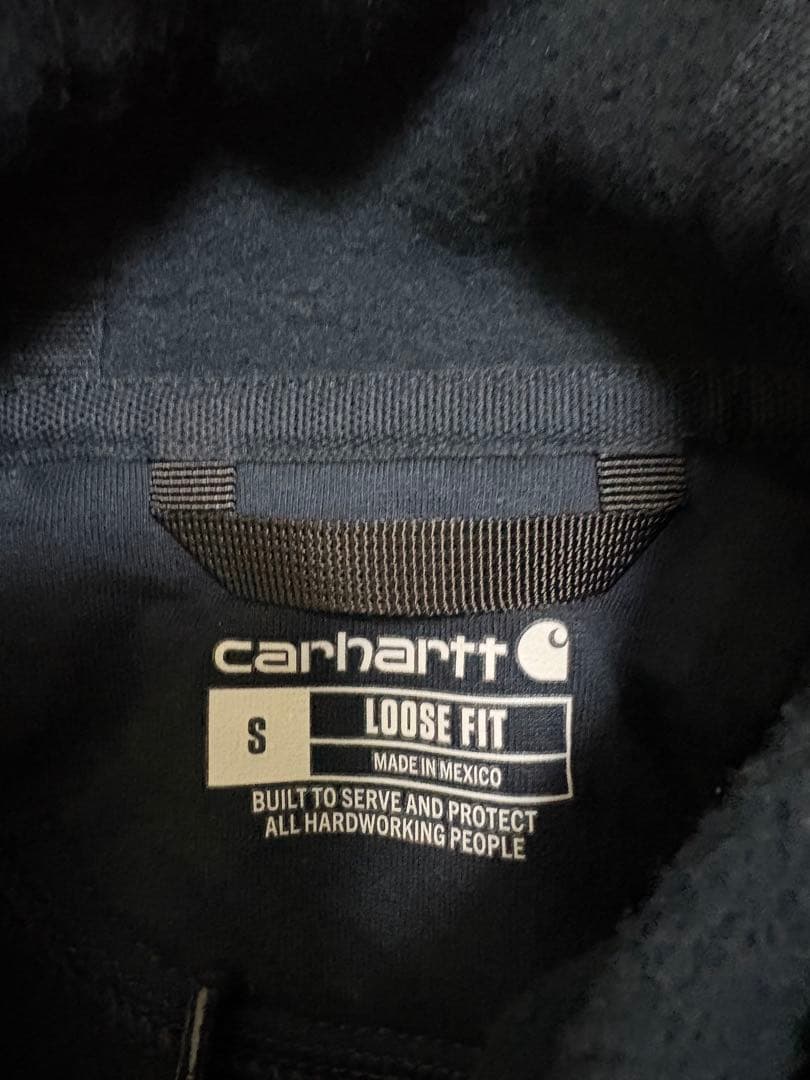 carhartt
S
LOOSE FIT
MADE IN MEXICO
BUILT TO SERVE AND PROTECT
ALL HARDWORKING PEOPLE